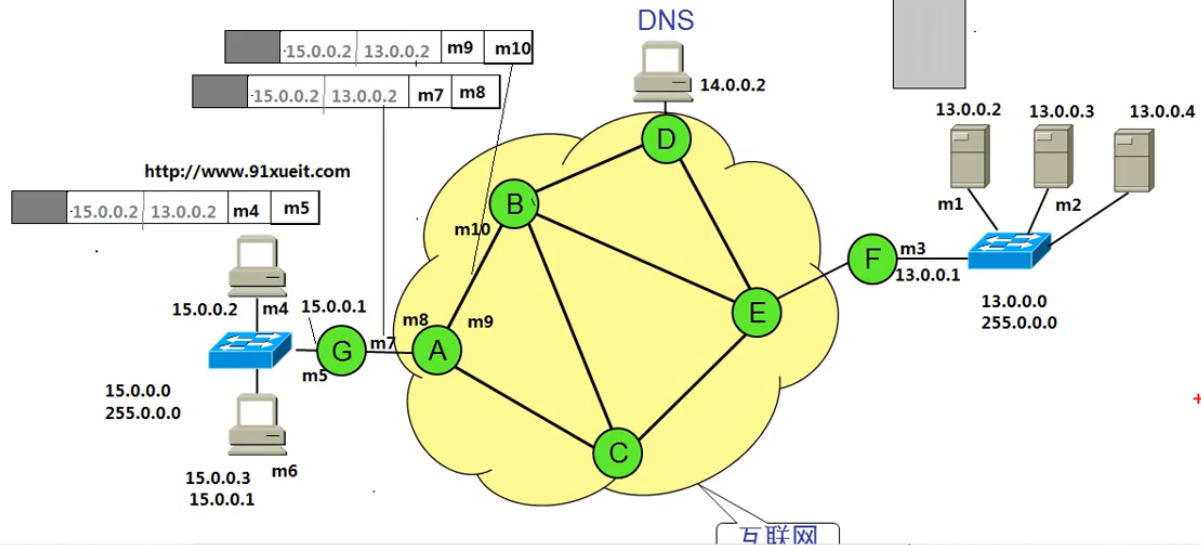 DNS
15.0.0.2 13.0.0.2 m9 m10
15.0.0.2 13.0.0.2 m7 m8
14.0.0.2
13.0.0.2 13.0.0.3 13.0.0.4
http://www.91xueit.com
15.0.0.2 13.0.0.2 m4 m5
D
B
m1 m2
m10
F m3
13.0.0.1
15.0.0.2 m4 15.0.0.1
13.0.0.0
255.0.0.0
E
m8 m9
G m7 A
m5
15.0.0.0
255.0.0.0
C
15.0.0.3 m6
15.0.0.1
互联网